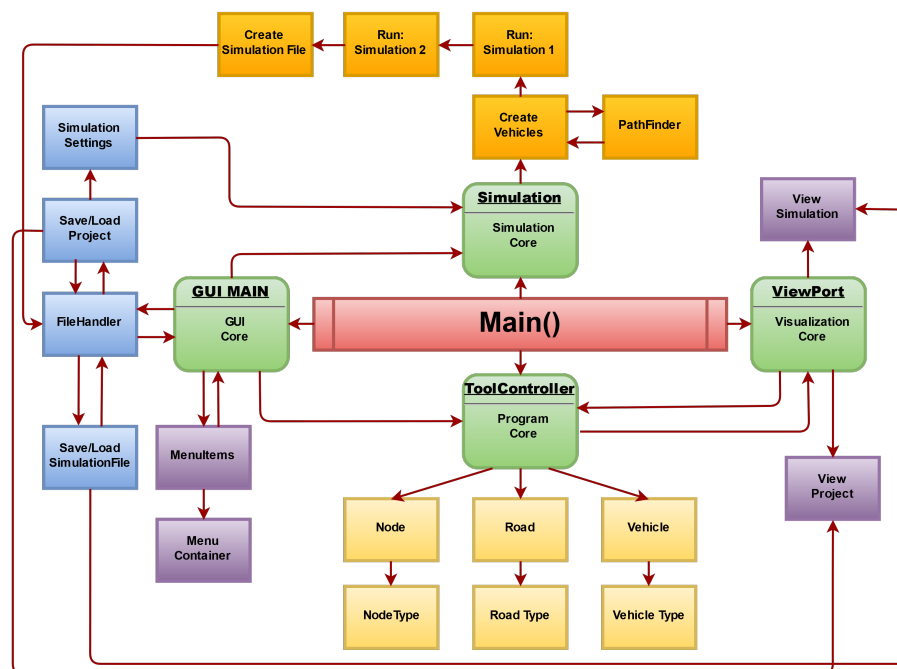 Create
Simulation File
Run:
Simulation 2
Run:
Simulation 1
Simulation
Settings
Create
Vehicles
PathFinder
Save/Load
Project
Simulation
Simulation
Core
View
Simulation
FileHandler
GUI MAIN
GUI
Core
Main()
ViewPort
Visualization
Core
ToolController
Program
Core
Save/Load
SimulationFile
MenuItems
View
Project
Menu
Container
Node
Road
Vehicle
NodeType
Road Type
Vehicle Type